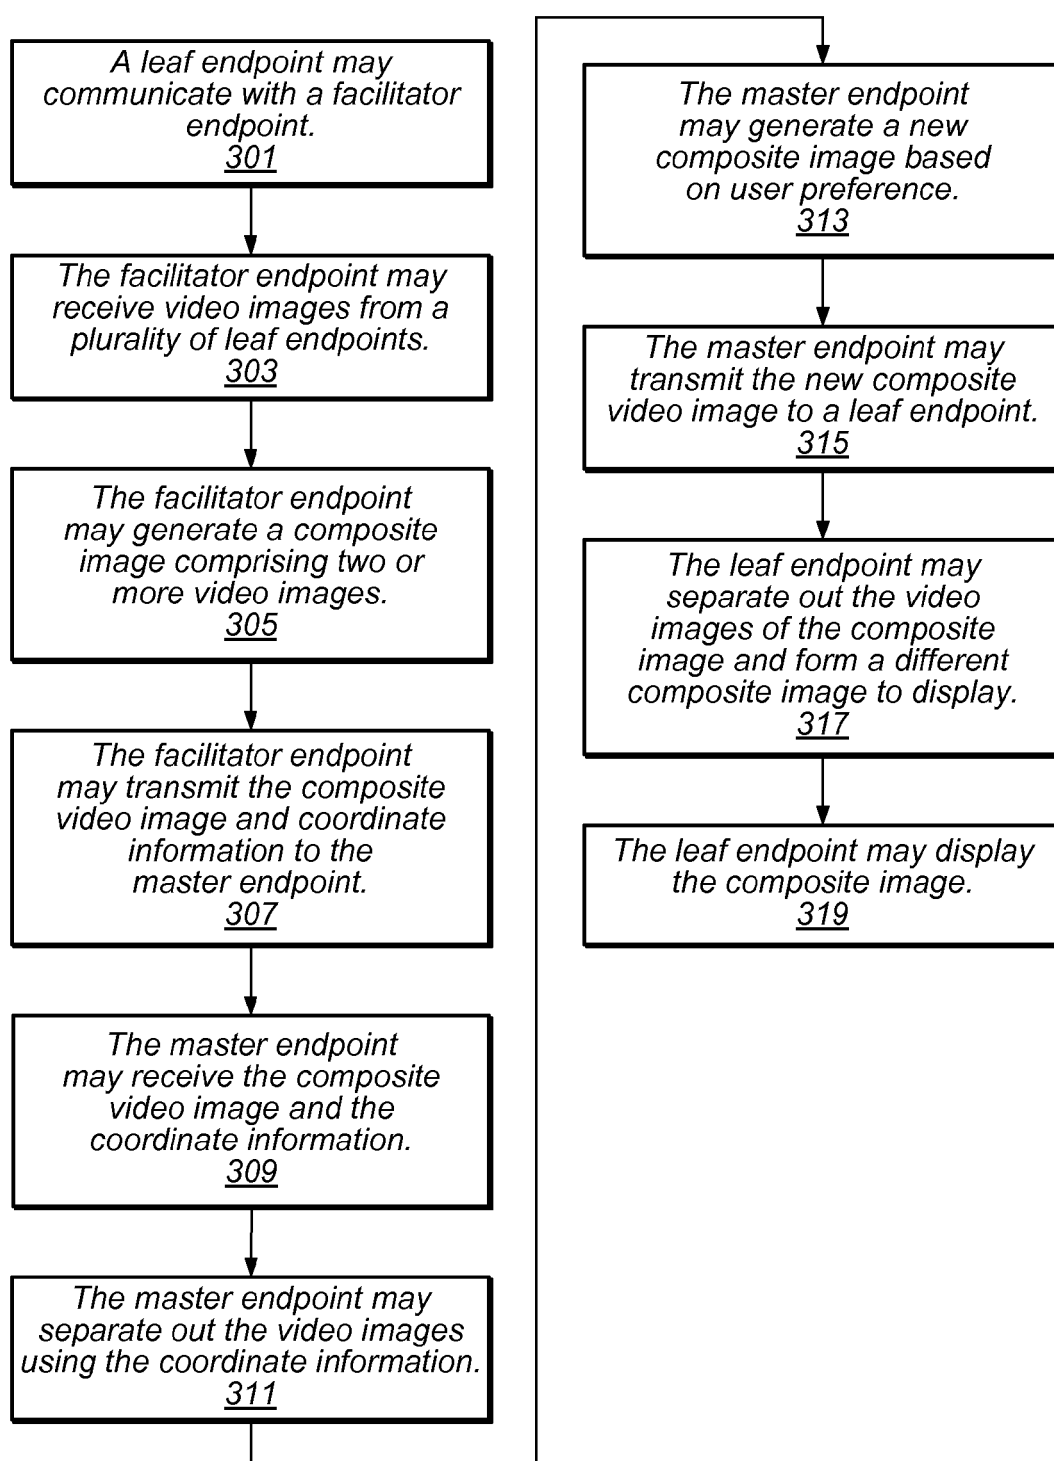 A leaf endpoint may
communicate with a facilitator
endpoint.
301
The facilitator endpoint may
receive video images from a
plurality of leaf endpoints.
303
The facilitator endpoint
may generate a composite
image comprising two or
more video images.
305
The facilitator endpoint
may transmit the composite
video image and coordinate
information to the
master endpoint.
307
The master endpoint
may receive the composite
video image and the
coordinate information.
309
The master endpoint may
separate out the video images
using the coordinate information.
311
The master endpoint
may generate a new
composite image based
on user preference.
313
The master endpoint may
transmit the new composite
video image to a leaf endpoint.
315
The leaf endpoint may
separate out the video
images of the composite
image and form a different
composite image to display.
317
The leaf endpoint may display
the composite image.
319